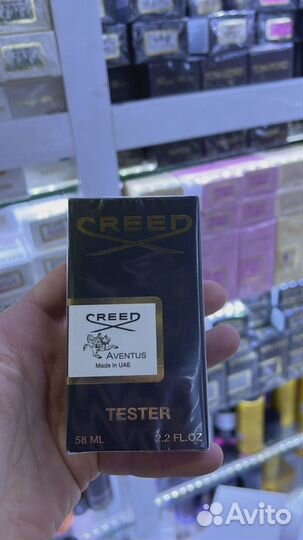 CREED
CREED
AVENTUS
Made in UAE
TESTER
58 ML 2.2 FL.OZ
Avito